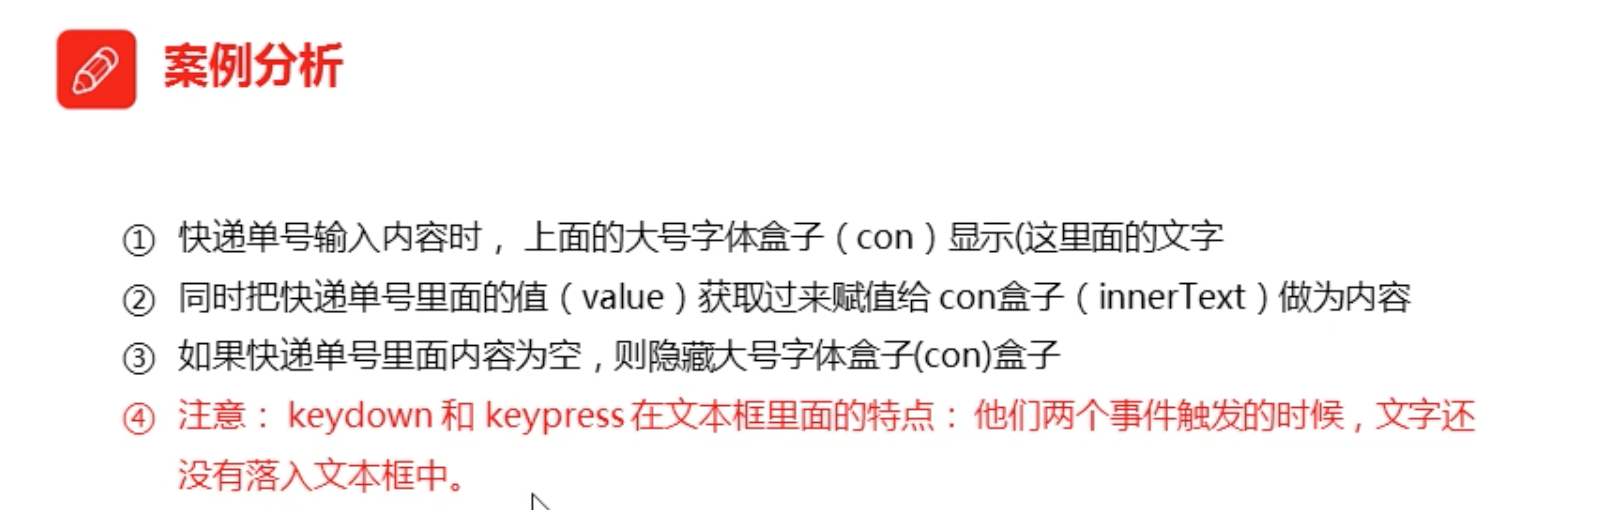 案例分析
① 快递单号输入内容时，上面的大号字体盒子（con）显示(这里面的文字
② 同时把快递单号里面的值（value）获取过来赋值给 con盒子（innerText）做为内容
③ 如果快递单号里面内容为空，则隐藏大号字体盒子(con)盒子
④ 注意：keydown 和 keypress 在文本框里面的特点：他们两个事件触发的时候，文字还
没有落入文本框中。